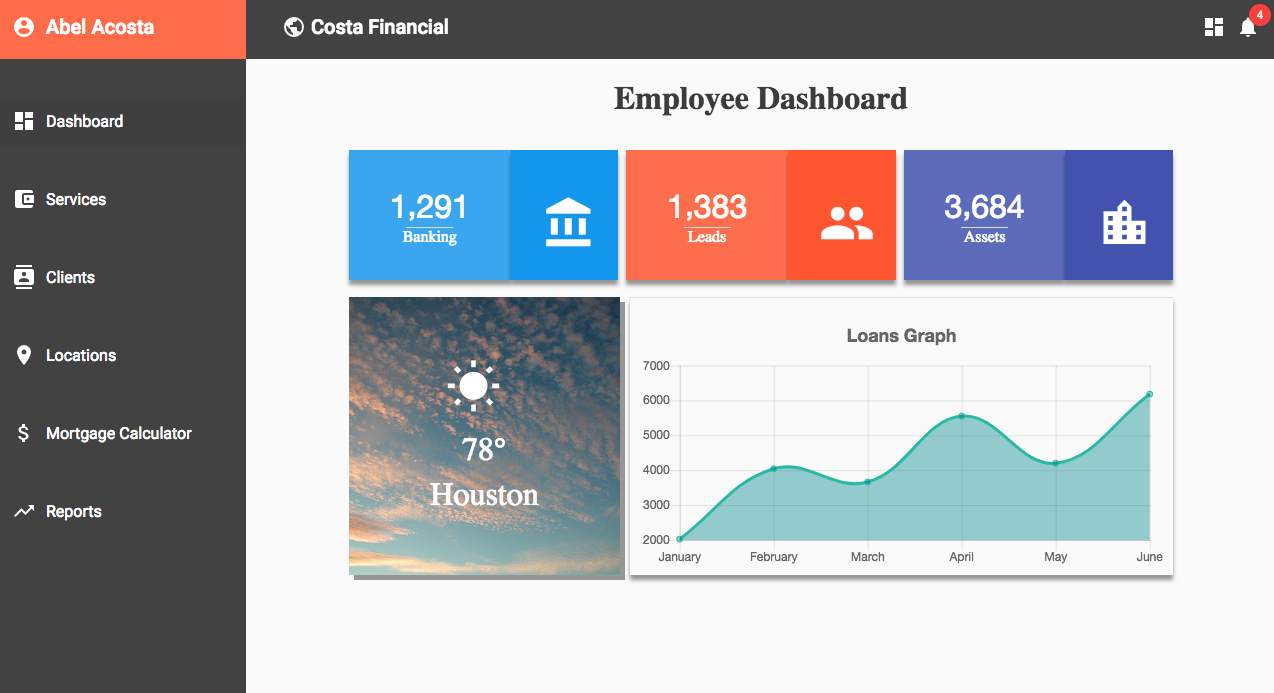 Abel Acosta
Costa Financial
4
Dashboard
Services
Clients
Locations
Mortgage Calculator
Reports
Employee Dashboard
1,291
Banking
1,383
Leads
3,684
Assets
78°
Houston
Loans Graph
7000
6000
5000
4000
3000
2000
January February March April May June